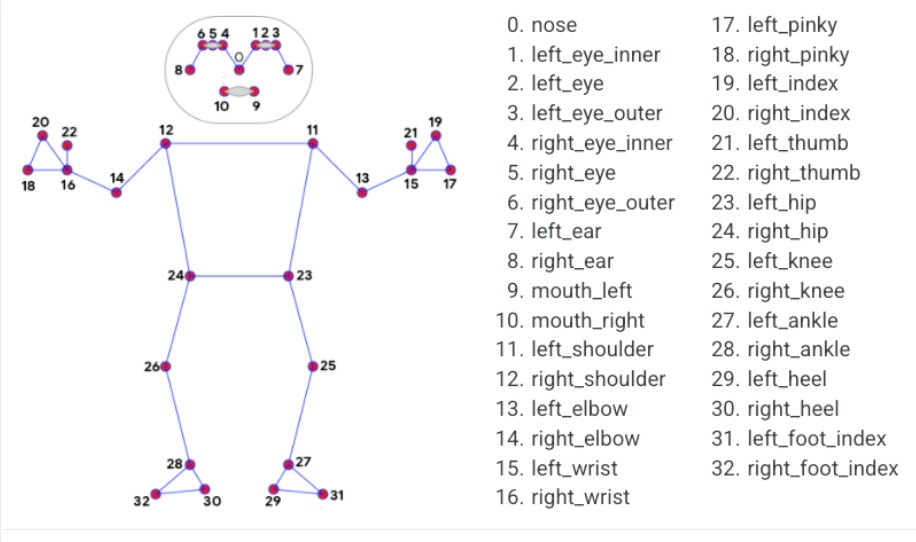 6 5 4 1 2 3
0
8 7
10 9
20 22 12 11 21 19
18 16 14 13 15 17
24 23
26 25
28 27
32 30 29 31
0. nose
1. left_eye_inner
2. left_eye
3. left_eye_outer
4. right_eye_inner
5. right_eye
6. right_eye_outer
7. left_ear
8. right_ear
9. mouth_left
10. mouth_right
11. left_shoulder
12. right_shoulder
13. left_elbow
14. right_elbow
15. left_wrist
16. right_wrist
17. left_pinky
18. right_pinky
19. left_index
20. right_index
21. left_thumb
22. right_thumb
23. left_hip
24. right_hip
25. left_knee
26. right_knee
27. left_ankle
28. right_ankle
29. left_heel
30. right_heel
31. left_foot_index
32. right_foot_index